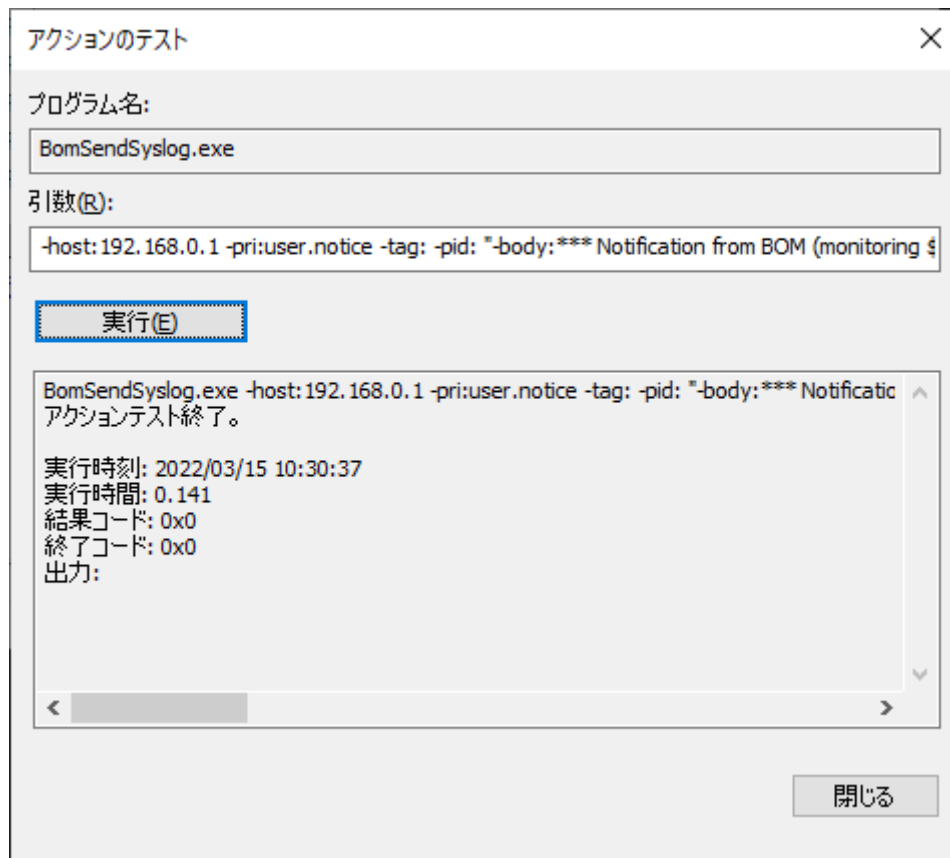 アクションのテスト
プログラム名:
BomSendSyslog.exe
引数(R):
-host:192.168.0.1 -pri:user.notice -tag: -pid: "-body:*** Notification from BOM (monitoring $
実行(E)
BomSendSyslog.exe -host:192.168.0.1 -pri:user.notice -tag: -pid: "-body:*** Notificatic
アクションテスト終了。
実行時刻: 2022/03/15 10:30:37
実行時間: 0.141
結果コード: 0x0
終了コード: 0x0
出力:
閉じる